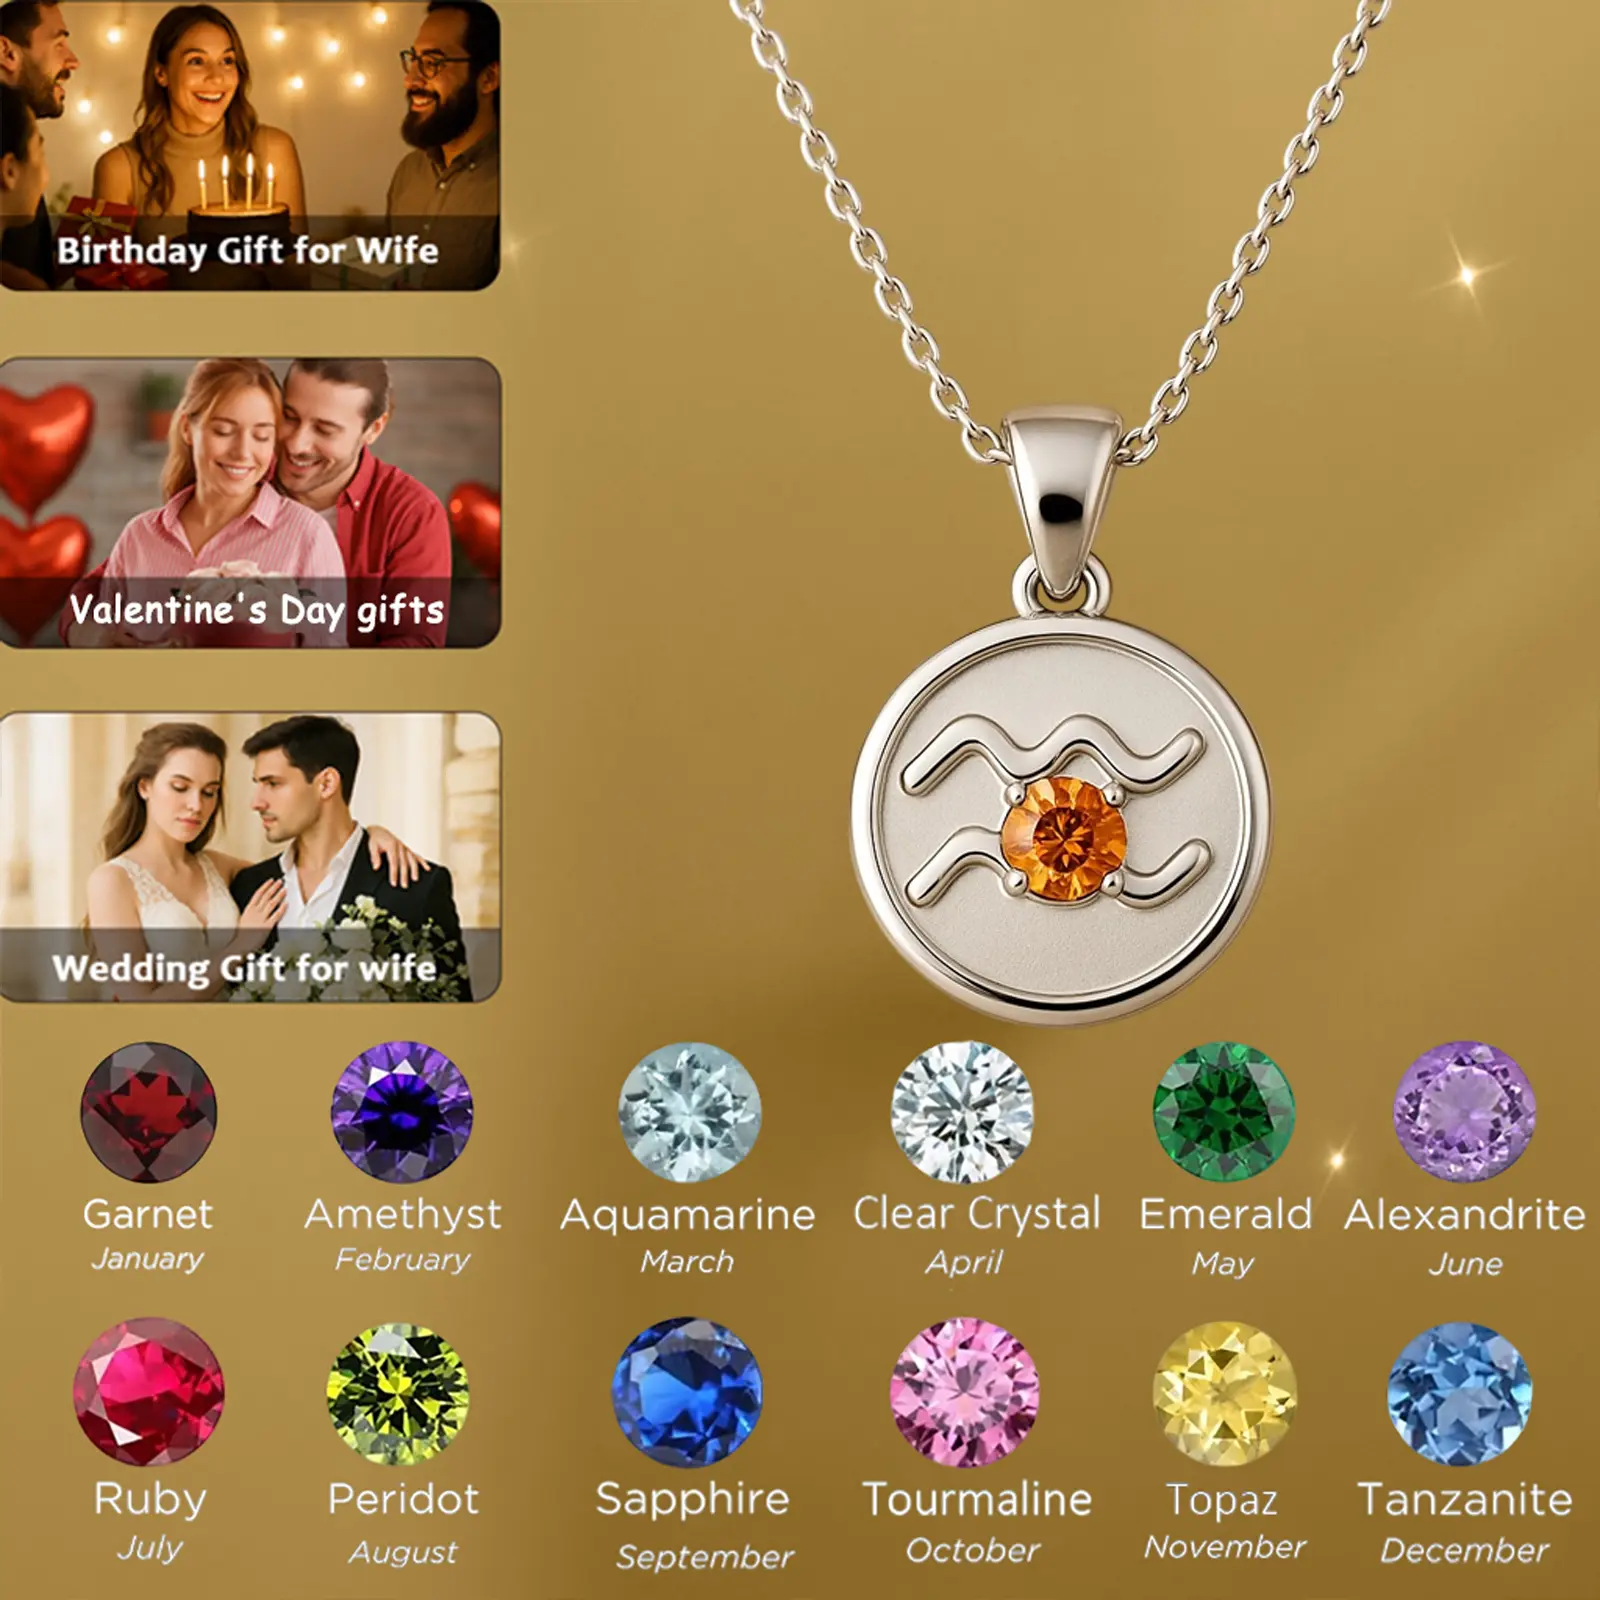 Birthday Gift for Wife
Valentine's Day gifts
Wedding Gift for wife
Garnet
January
Amethyst
February
Aquamarine
March
Clear Crystal
April
Emerald
May
Alexandrite
June
Ruby
July
Peridot
August
Sapphire
September
Tourmaline
October
Topaz
November
Tanzanite
December